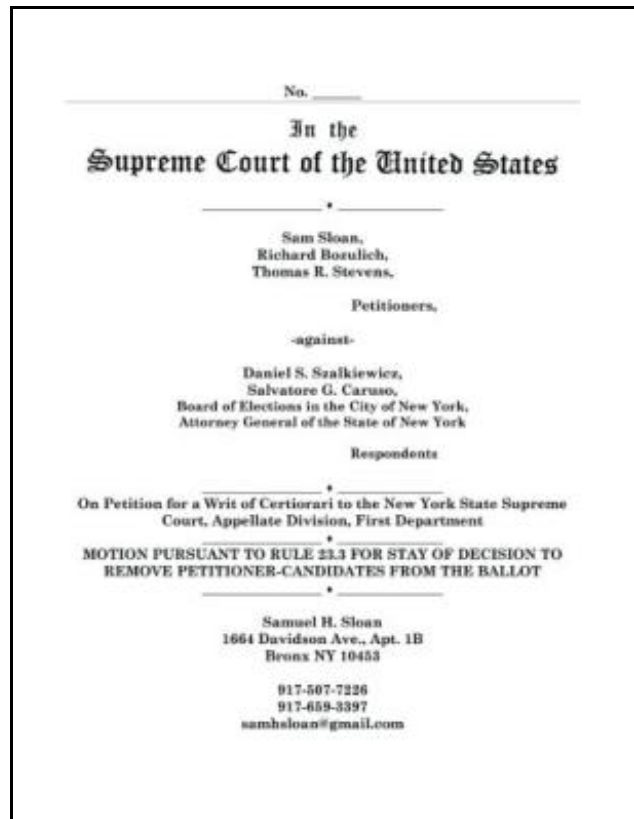 No. ______
In the
Supreme Court of the United States
Sam Sloan,
Richard Bozulich,
Thomas R. Stevens,
Petitioners,
-against-
Daniel S. Szalkiewicz,
Salvatore G. Caruso,
Board of Elections in the City of New York,
Attorney General of the State of New York
Respondents
On Petition for a Writ of Certiorari to the New York State Supreme
Court, Appellate Division, First Department
MOTION PURSUANT TO RULE 23.3 FOR STAY OF DECISION TO
REMOVE PETITIONER-CANDIDATES FROM THE BALLOT
Samuel H. Sloan
1664 Davidson Ave., Apt. 1B
Bronx NY 10453
917-507-7226
917-659-3397
samhsloan@gmail.com